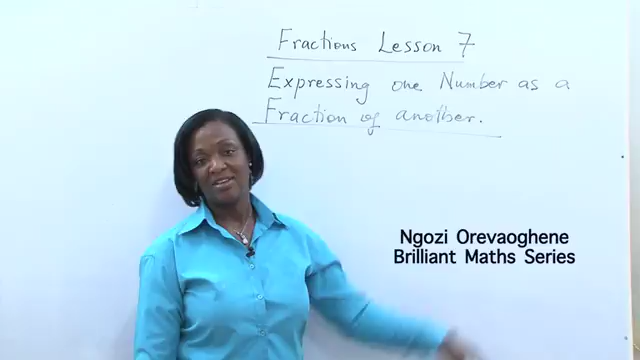 Fractions Lesson 7
Expressing one Number as a
Fraction of another.
Ngozi Orevaoghene
Brilliant Maths Series